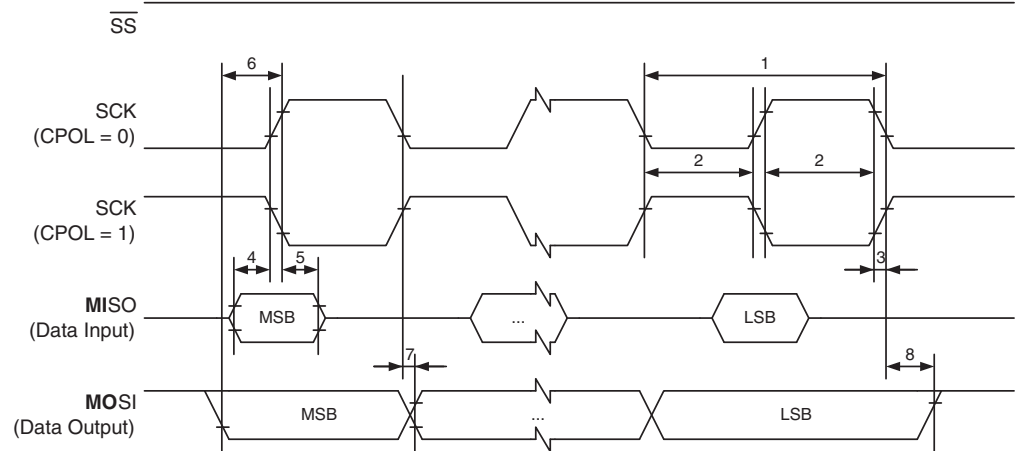 SS
6
1
SCK
(CPOL = 0)
2
2
SCK
(CPOL = 1)
4
5
3
MISO
(Data Input)
MSB
...
LSB
7
8
MOSI
(Data Output)
MSB
...
LSB